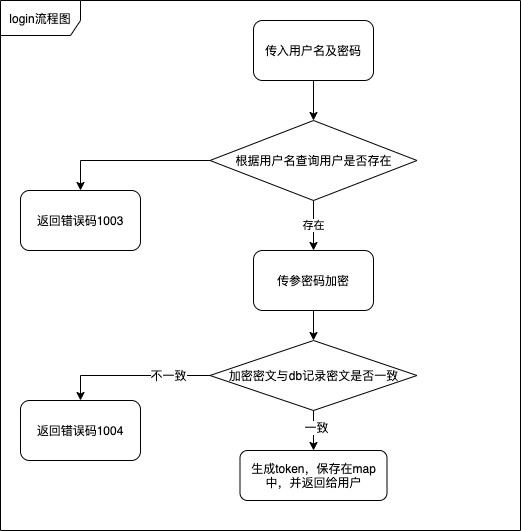 login流程图
传入用户名及密码
根据用户名查询用户是否存在
返回错误码1003
存在
传参密码加密
不一致
加密密文与db记录密文是否一致
返回错误码1004
一致
生成token，保存在map
中，并返回给用户